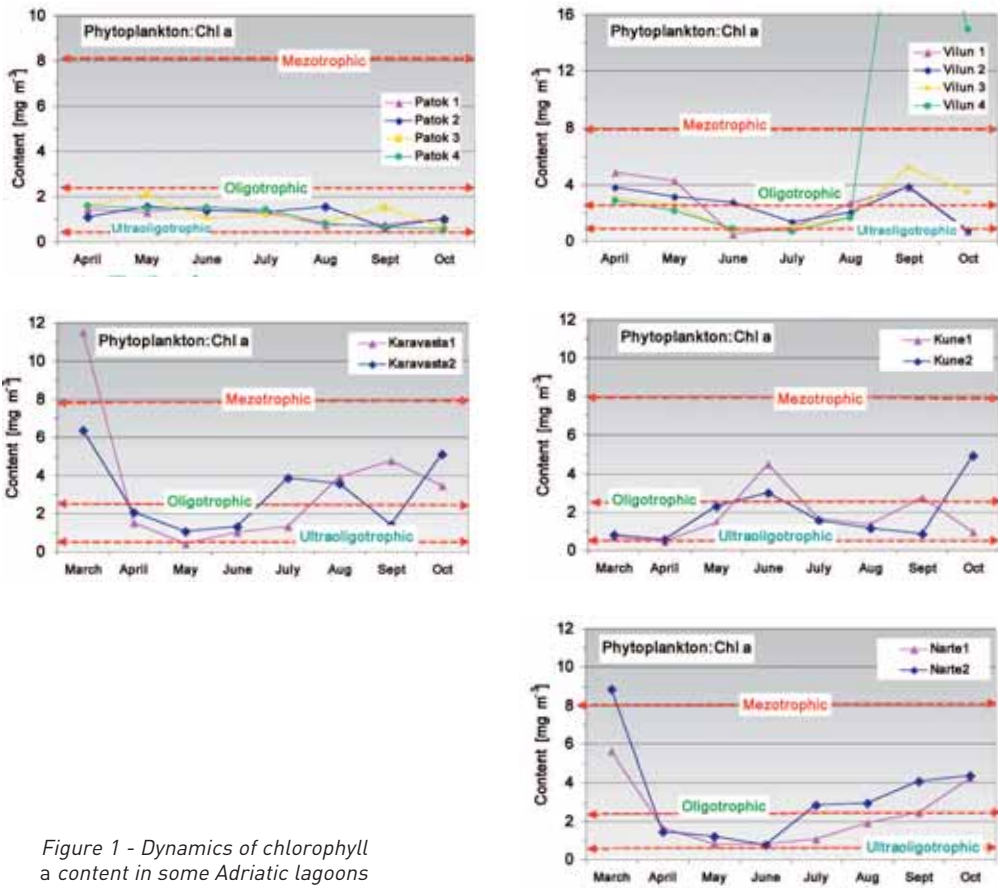 10
8
6
4
2
0
Content [mg m⁻³]
Phytoplankton:Chl a
Mezotrophic
Patok 1
Patok 2
Patok 3
Patok 4
Oligotrophic
Ultraoligotrophic
April May June July Aug Sept Oct
16
12
8
4
0
Content [mg m⁻³]
Phytoplankton:Chl a
Vilun 1
Vilun 2
Vilun 3
Vilun 4
Mezotrophic
Oligotrophic
Ultraoligotrophic
April May June July Aug Sept Oct
12
10
8
6
4
2
0
Content [mg m⁻³]
Phytoplankton:Chl a
Karavasta1
Karavasta2
Mezotrophic
Oligotrophic
Ultraoligotrophic
March April May June July Aug Sept Oct
12
10
8
6
4
2
0
Content [mg m⁻³]
Phytoplankton:Chl a
Kune1
Kune2
Mezotrophic
Oligotrophic
Ultraoligotrophic
March April May June July Aug Sept Oct
12
10
8
6
4
2
0
Content [mg m⁻³]
Phytoplankton:Chl a
Narte1
Narte2
Mezotrophic
Oligotrophic
Ultraoligotrophic
March April May June July Aug Sept Oct
Figure 1 - Dynamics of chlorophyll
a content in some Adriatic lagoons